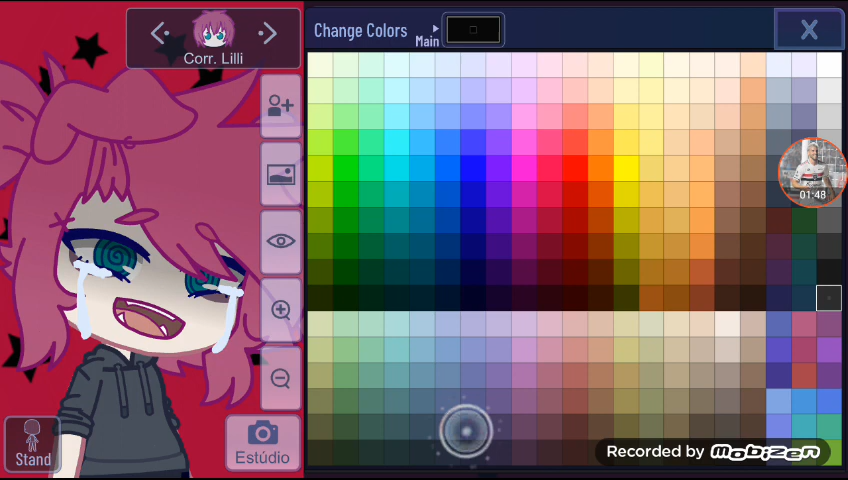 Change Colors
Main
Corr. Lilli
01:48
Stand
Estúdio
Recorded by Mobizen